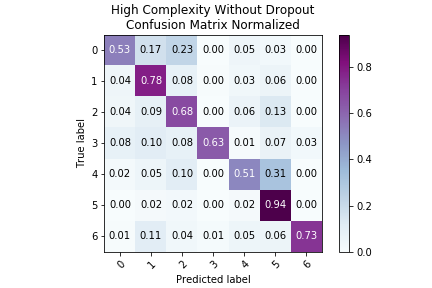 High Complexity Without Dropout
Confusion Matrix Normalized
0 0.53 0.17 0.23 0.00 0.05 0.03 0.00
1 0.04 0.78 0.08 0.00 0.03 0.06 0.00
2 0.04 0.09 0.68 0.00 0.06 0.13 0.00
3 0.08 0.10 0.08 0.63 0.01 0.07 0.03
4 0.02 0.05 0.10 0.00 0.51 0.31 0.00
5 0.00 0.02 0.02 0.00 0.02 0.94 0.00
6 0.01 0.11 0.04 0.01 0.05 0.06 0.73
0 1 2 3 4 5 6
True label
Predicted label
0.8
0.6
0.4
0.2
0.0